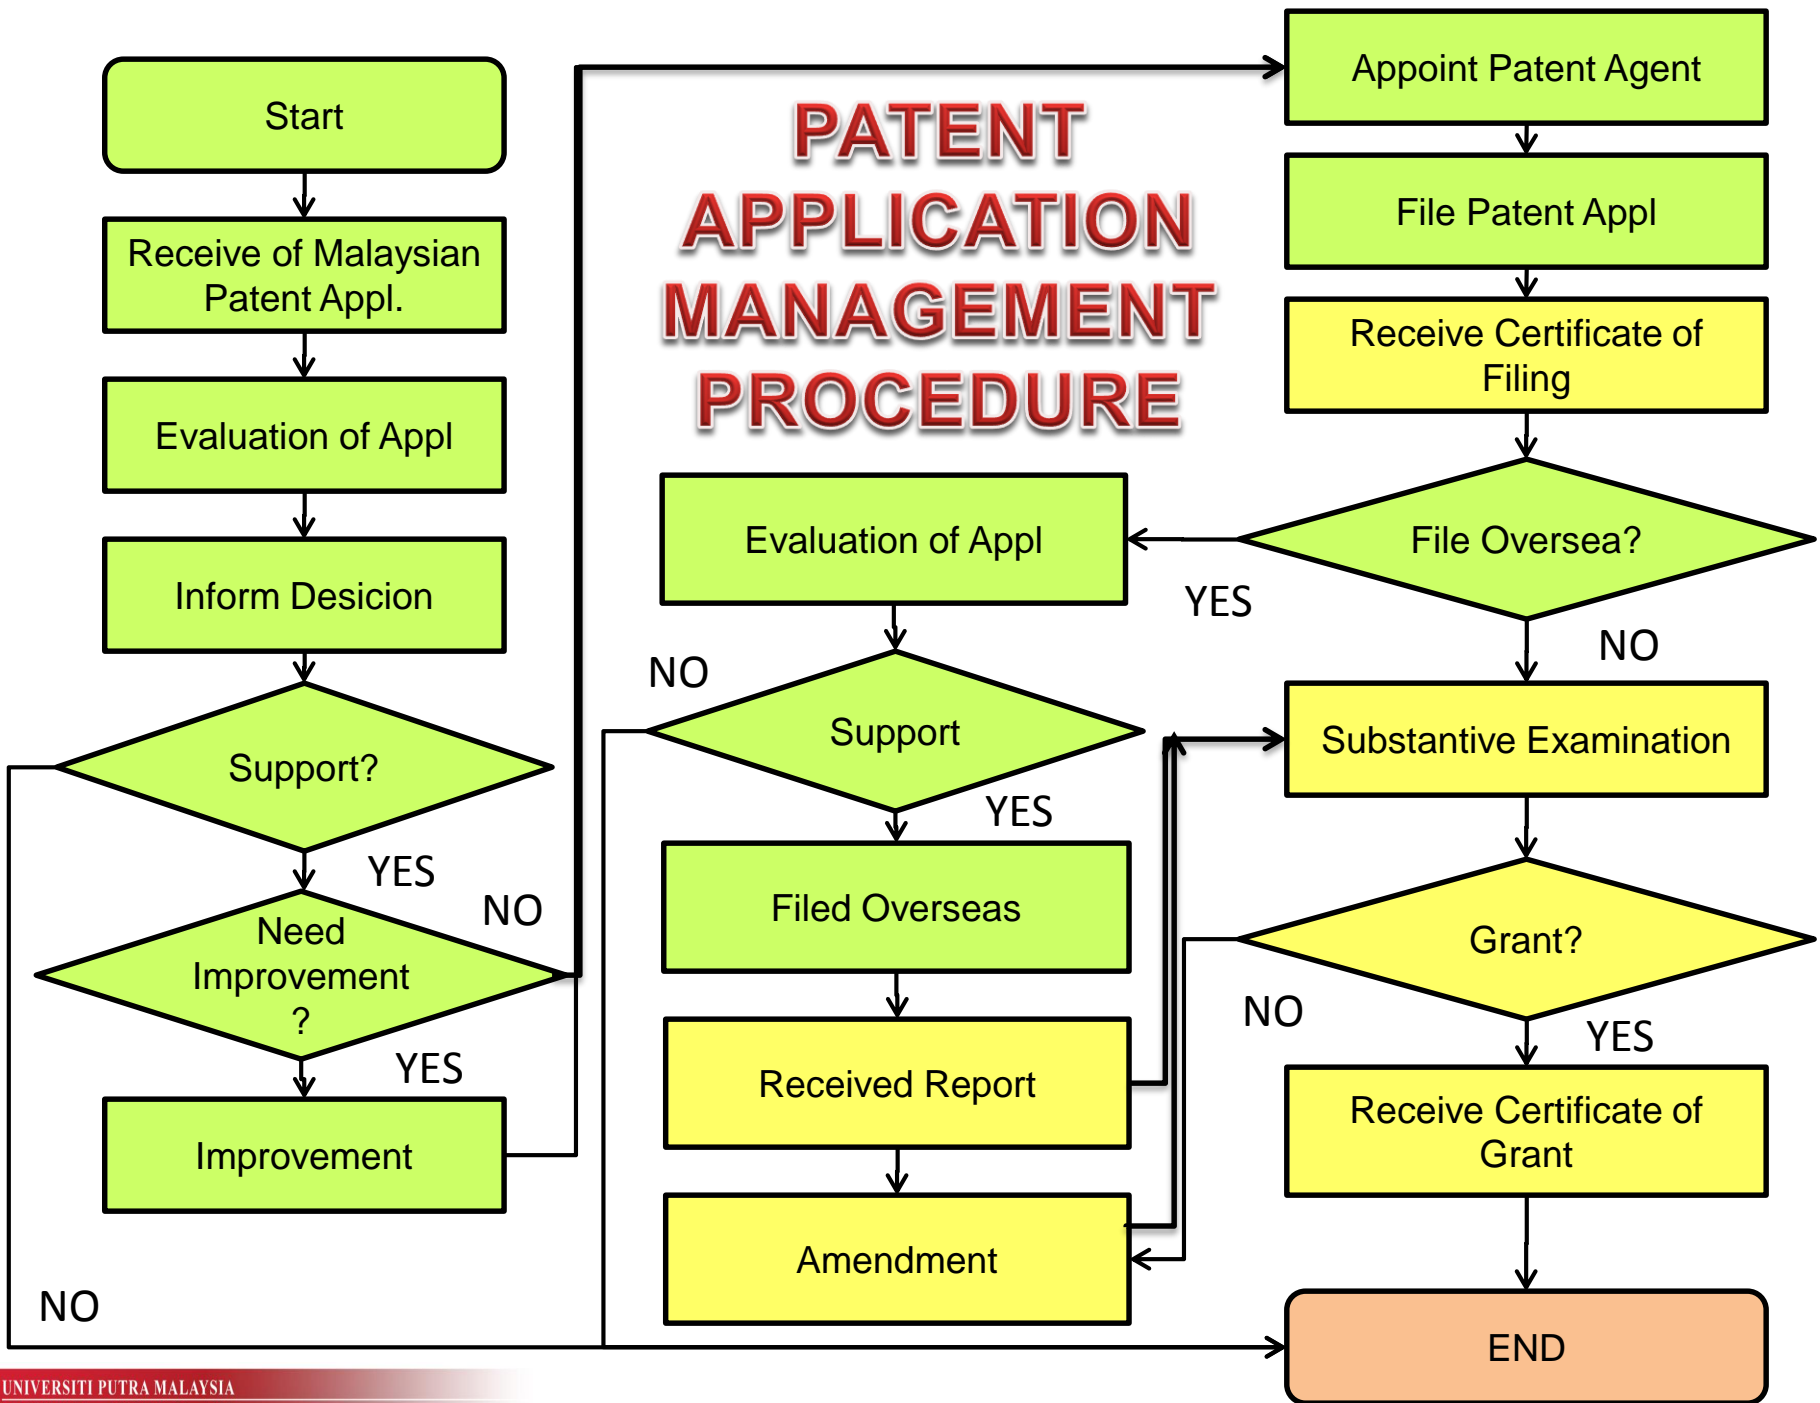 PATENT
APPLICATION
MANAGEMENT
PROCEDURE
Start
Receive of Malaysian
Patent Appl.
Evaluation of Appl
Inform Desicion
Support?
YES
NO
Need
Improvement
?
NO
YES
Improvement
Appoint Patent Agent
File Patent Appl
Receive Certificate of
Filing
File Oversea?
YES
NO
Evaluation of Appl
Support
NO
YES
Filed Overseas
Received Report
Amendment
Substantive Examination
Grant?
NO
YES
Receive Certificate of
Grant
END
UNIVERSITI PUTRA MALAYSIA